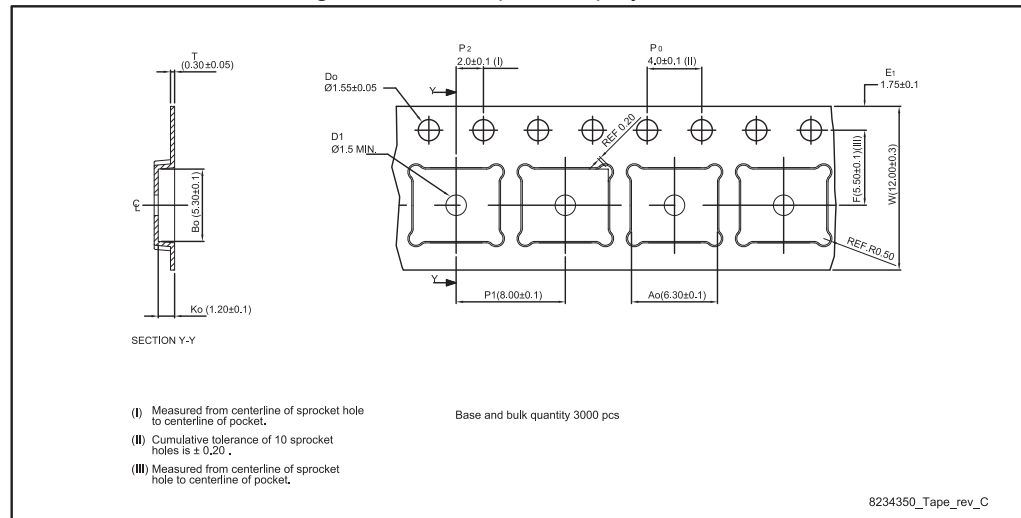 P2
2.0±0.1 (I)
P0
4.0±0.1 (II)
T
(0.30±0.05)
E1
1.75±0.1
Do
Ø1.55±0.05
Y
D1
Ø1.5 MIN.
REF 0.20
F(5.50±0.1)(III)
W(12.00±0.3)
Bo (5.30±0.1)
CL
REF.R0.50
Y
P1(8.00±0.1)
Ao(6.30±0.1)
Ko (1.20±0.1)
SECTION Y-Y
(I) Measured from centerline of sprocket hole
to centerline of pocket.
Base and bulk quantity 3000 pcs
(II) Cumulative tolerance of 10 sprocket
holes is ± 0.20 .
(III) Measured from centerline of sprocket
hole to centerline of pocket.
8234350_Tape_rev_C